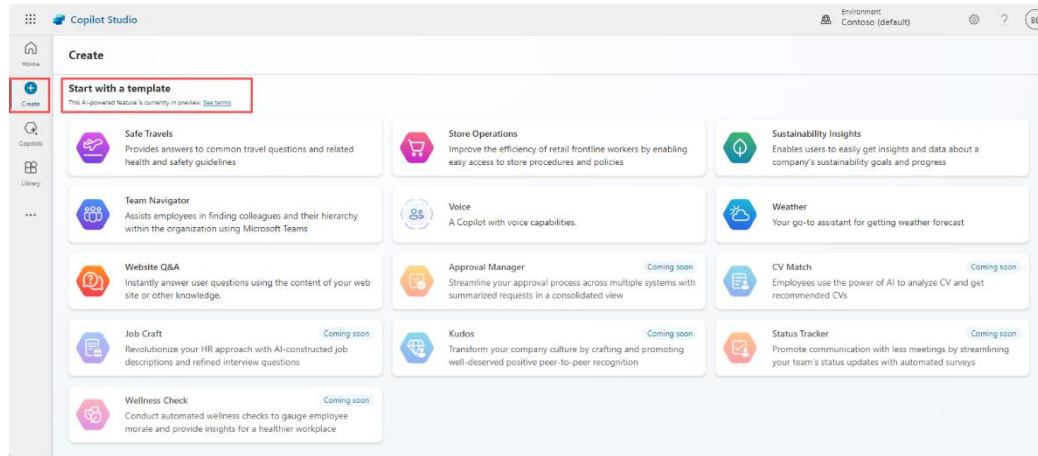 Copilot Studio
Environment
Contoso (default)
?
BE
Home
Create
Copilots
Library
Create
Start with a template
This AI-powered feature is currently in preview. See terms
Safe Travels
Provides answers to common travel questions and related
health and safety guidelines
Store Operations
Improve the efficiency of retail frontline workers by enabling
easy access to store procedures and policies
Sustainability Insights
Enables users to easily get insights and data about a
company's sustainability goals and progress
Team Navigator
Assists employees in finding colleagues and their hierarchy
within the organization using Microsoft Teams
Voice
A Copilot with voice capabilities.
Weather
Your go-to assistant for getting weather forecast
Website Q&A
Instantly answer user questions using the content of your web
site or other knowledge.
Approval Manager
Coming soon
Streamline your approval process across multiple systems with
summarized requests in a consolidated view
CV Match
Coming soon
Employees use the power of AI to analyze CV and get
recommended CVs
Job Craft
Coming soon
Revolutionize your HR approach with AI-constructed job
descriptions and refined interview questions
Kudos
Coming soon
Transform your company culture by crafting and promoting
well-deserved positive peer-to-peer recognition
Status Tracker
Coming soon
Promote communication with less meetings by streamlining
your team's status updates with automated surveys
Wellness Check
Coming soon
Conduct automated wellness checks to gauge employee
morale and provide insights for a healthier workplace